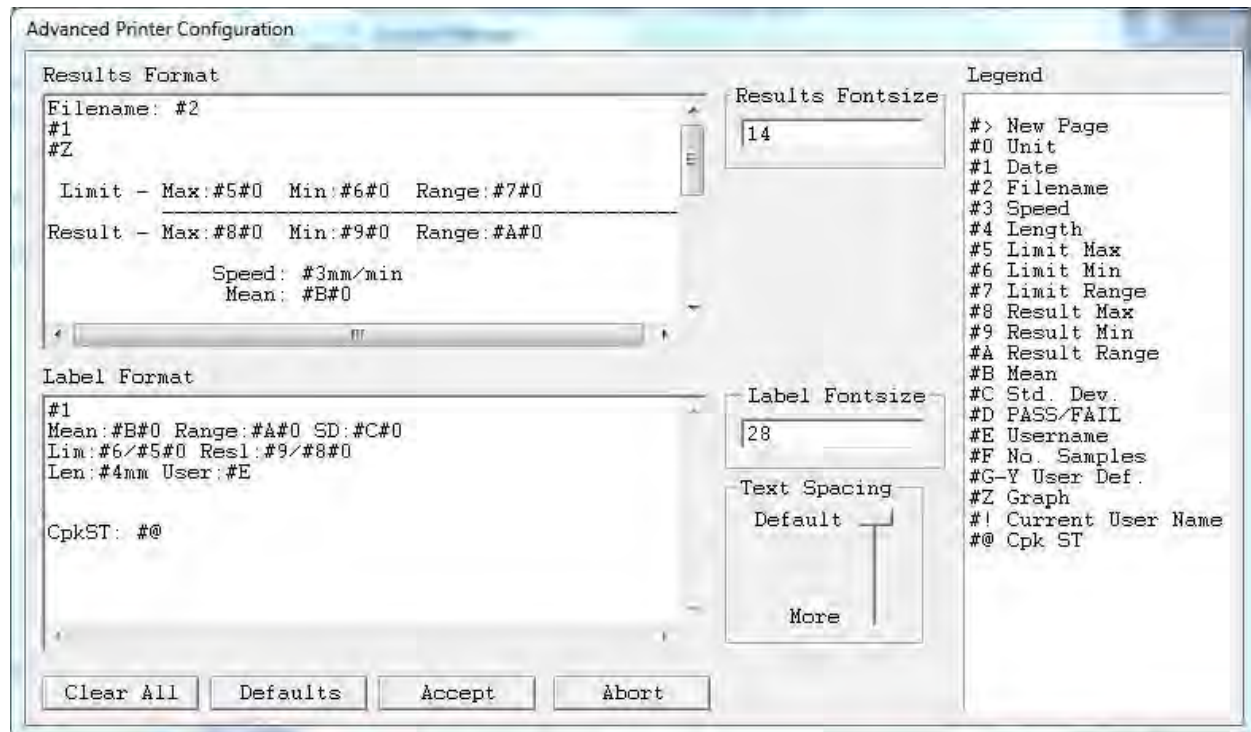 Advanced Printer Configuration
Results Format
Filename: #2
#1
#Z
Limit - Max:#5#0 Min:#6#0 Range:#7#0
Result - Max:#8#0 Min:#9#0 Range:#A#0
Speed: #3mm/min
Mean: #B#0
Results Fontsize
14
Label Format
#1
Mean:#B#0 Range:#A#0 SD:#C#0
Lim:#6/#5#0 Resl:#9/#8#0
Len:#4mm User:#E
CpkST: #@
Label Fontsize
28
Text Spacing
Default
More
Clear All
Defaults
Accept
Abort
Legend
#> New Page
#0 Unit
#1 Date
#2 Filename
#3 Speed
#4 Length
#5 Limit Max
#6 Limit Min
#7 Limit Range
#8 Result Max
#9 Result Min
#A Result Range
#B Mean
#C Std. Dev.
#D PASS/FAIL
#E Username
#F No. Samples
#G-Y User Def.
#Z Graph
#! Current User Name
#@ Cpk ST